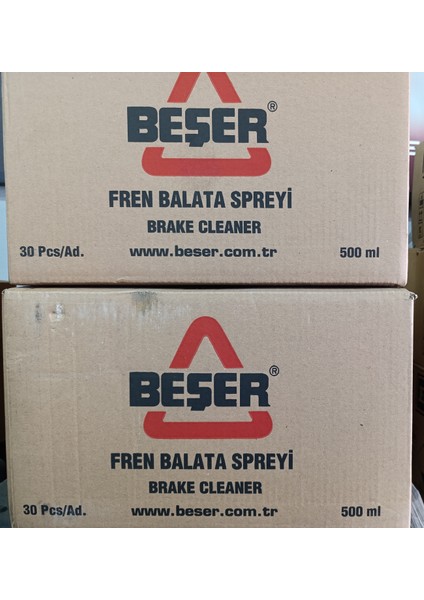 BEŞER®
FREN BALATA SPREYİ
BRAKE CLEANER
30 Pcs/Ad. www.beser.com.tr 500 ml
BEŞER®
FREN BALATA SPREYİ
BRAKE CLEANER
30 Pcs/Ad. www.beser.com.tr 500 ml